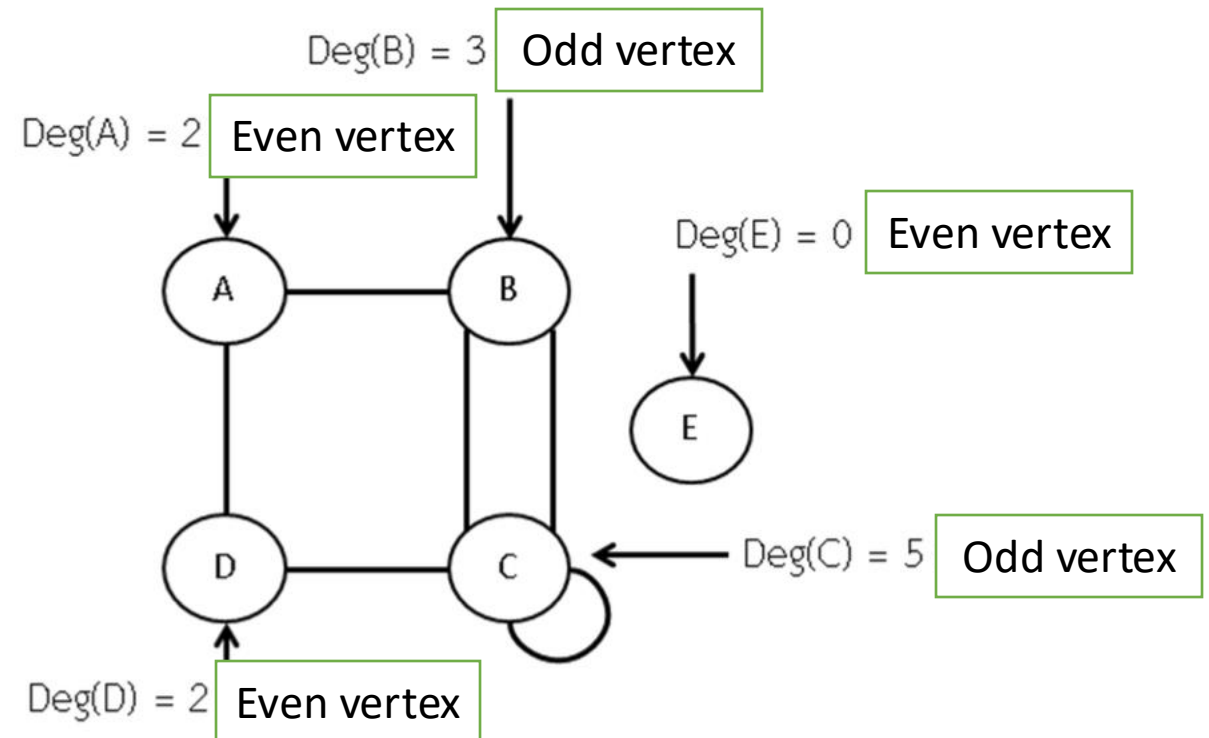 Deg(B) = 3 Odd vertex
Deg(A) = 2 Even vertex
Deg(E) = 0 Even vertex
A
B
E
D
C
Deg(C) = 5 Odd vertex
Deg(D) = 2 Even vertex